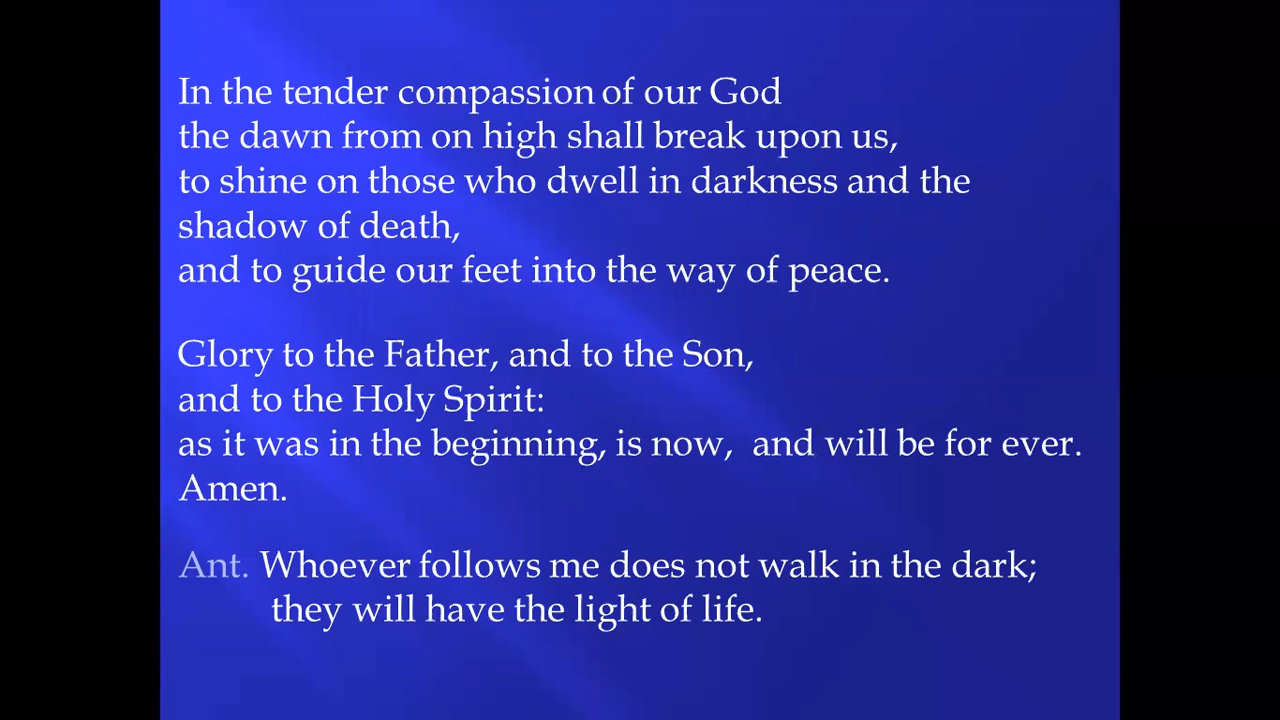 In the tender compassion of our God
the dawn from on high shall break upon us,
to shine on those who dwell in darkness and the
shadow of death,
and to guide our feet into the way of peace.
Glory to the Father, and to the Son,
and to the Holy Spirit:
as it was in the beginning, is now,  and will be for ever.
Amen.
Ant. Whoever follows me does not walk in the dark;
they will have the light of life.